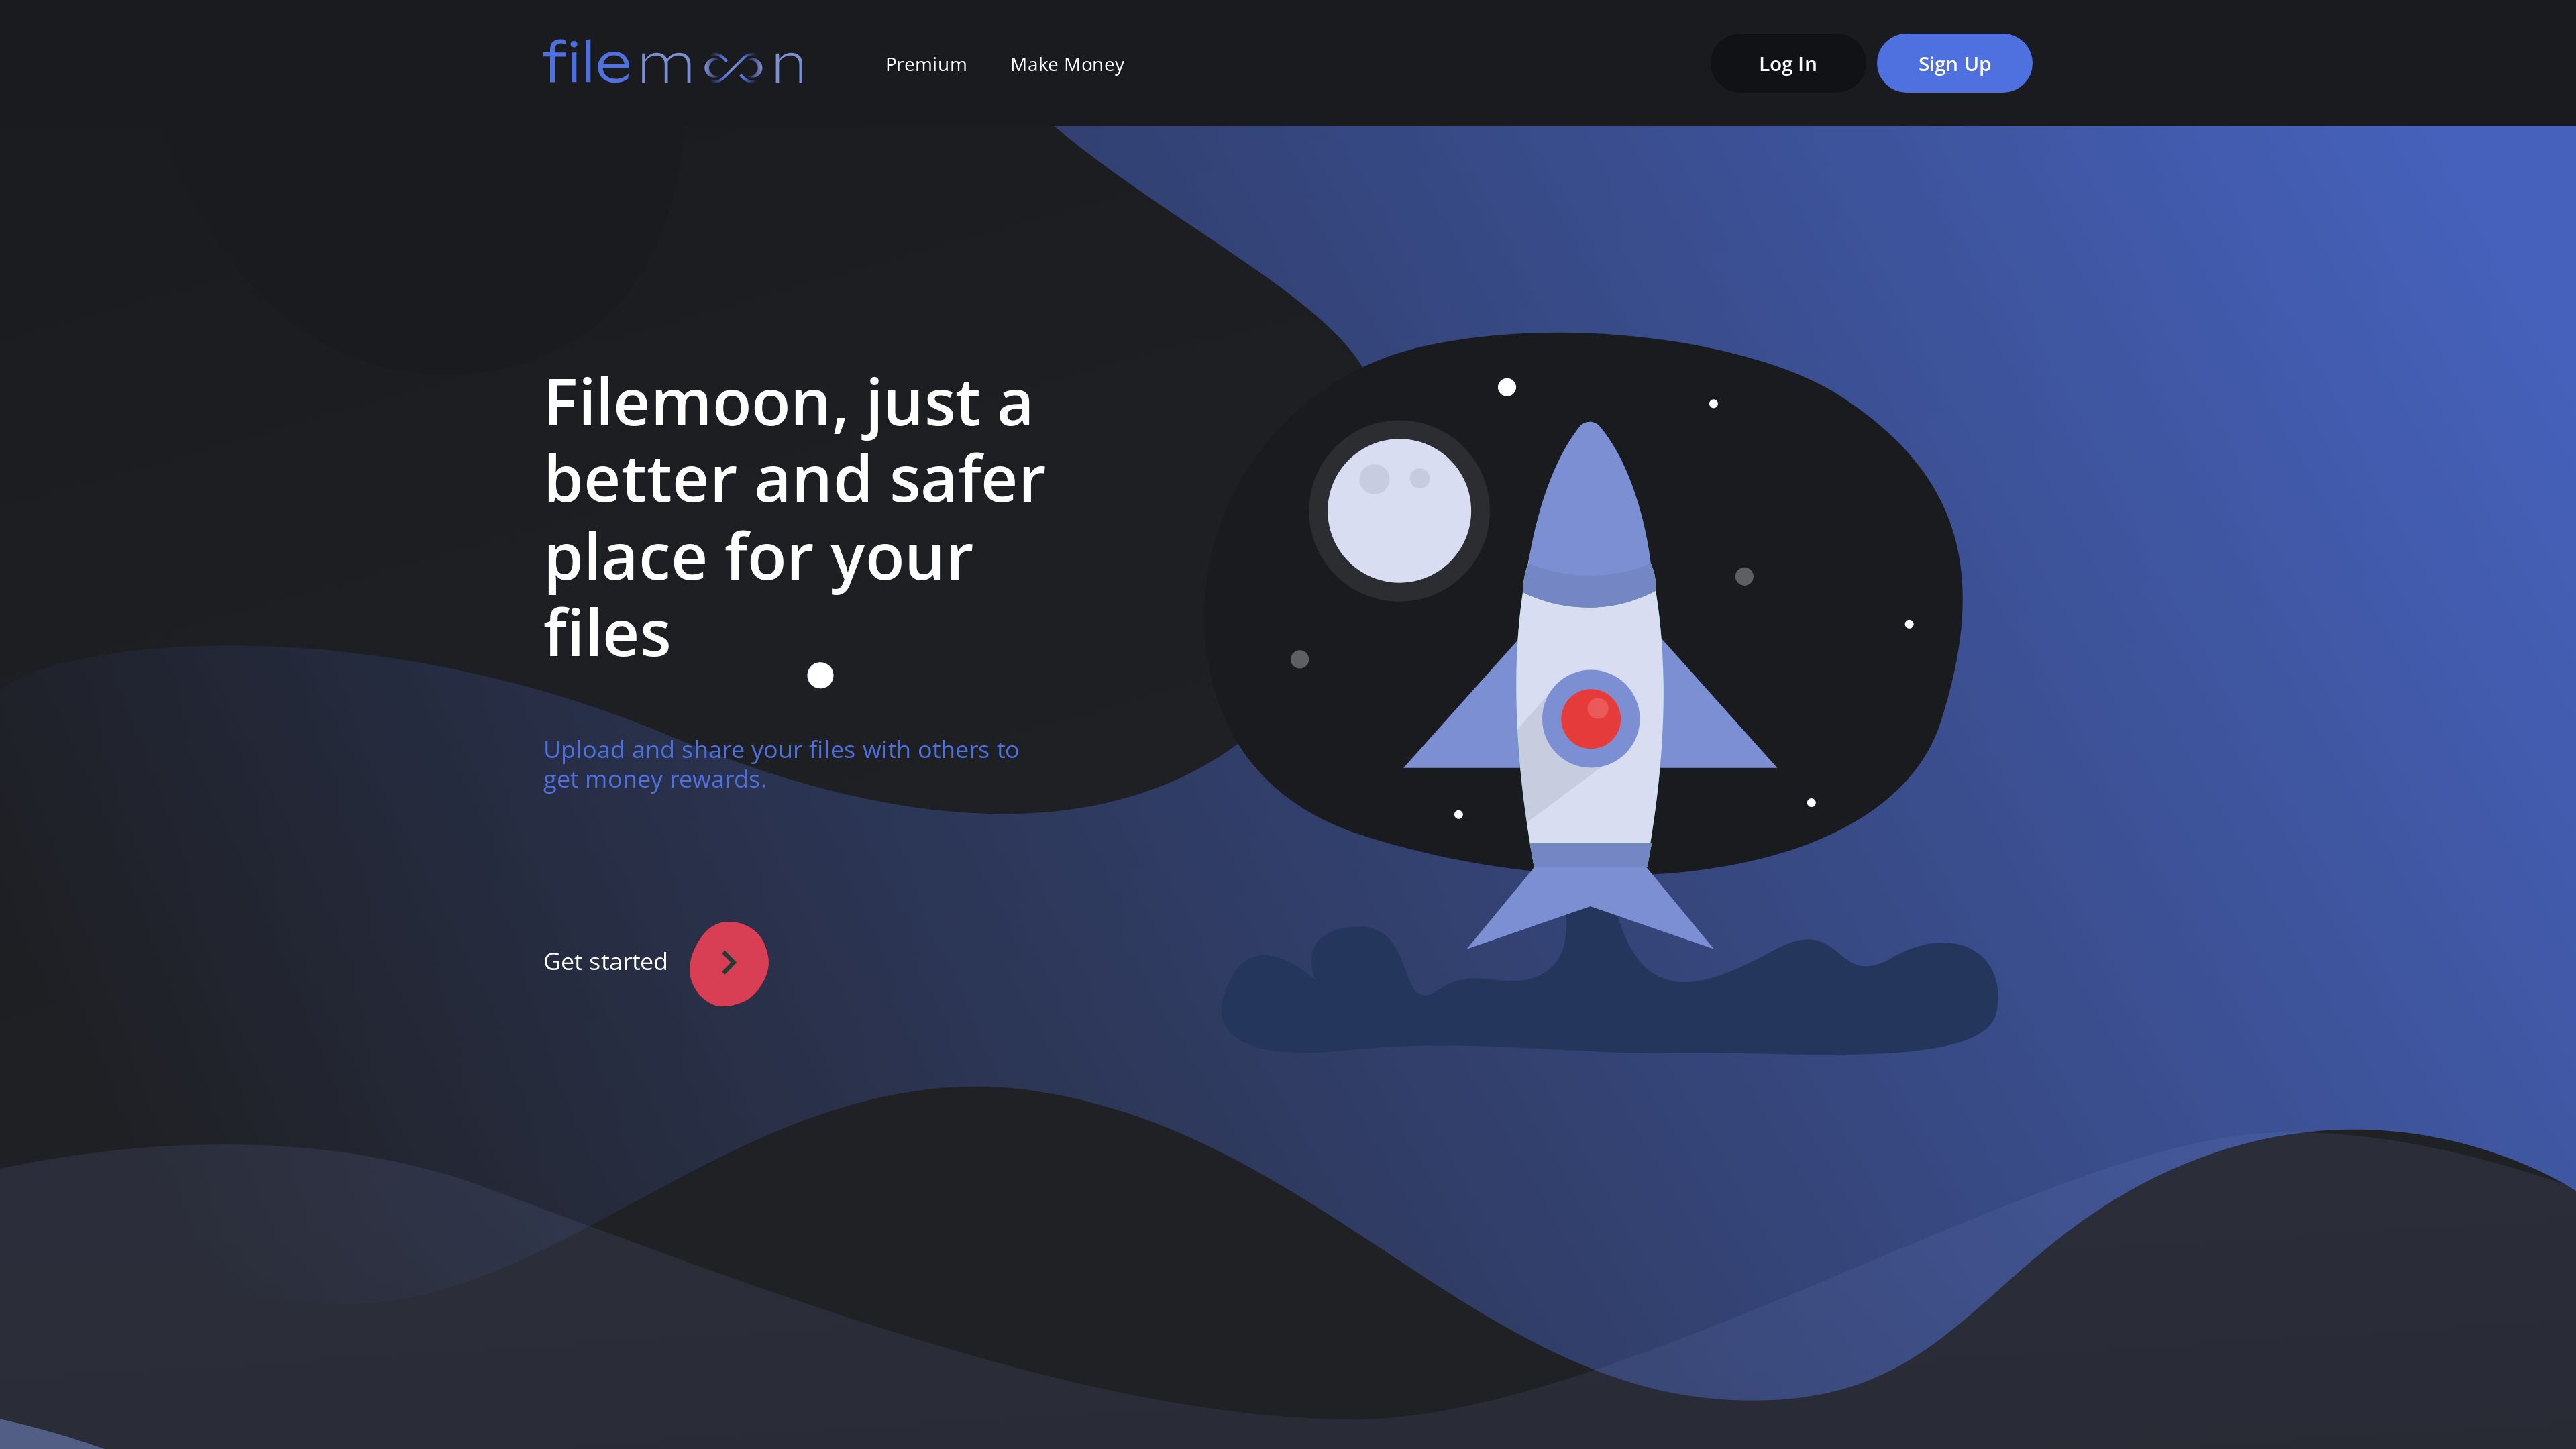 filemoon
Premium
Make Money
Log In
Sign Up
Filemoon, just a
better and safer
place for your
files
Upload and share your files with others to
get money rewards.
Get started